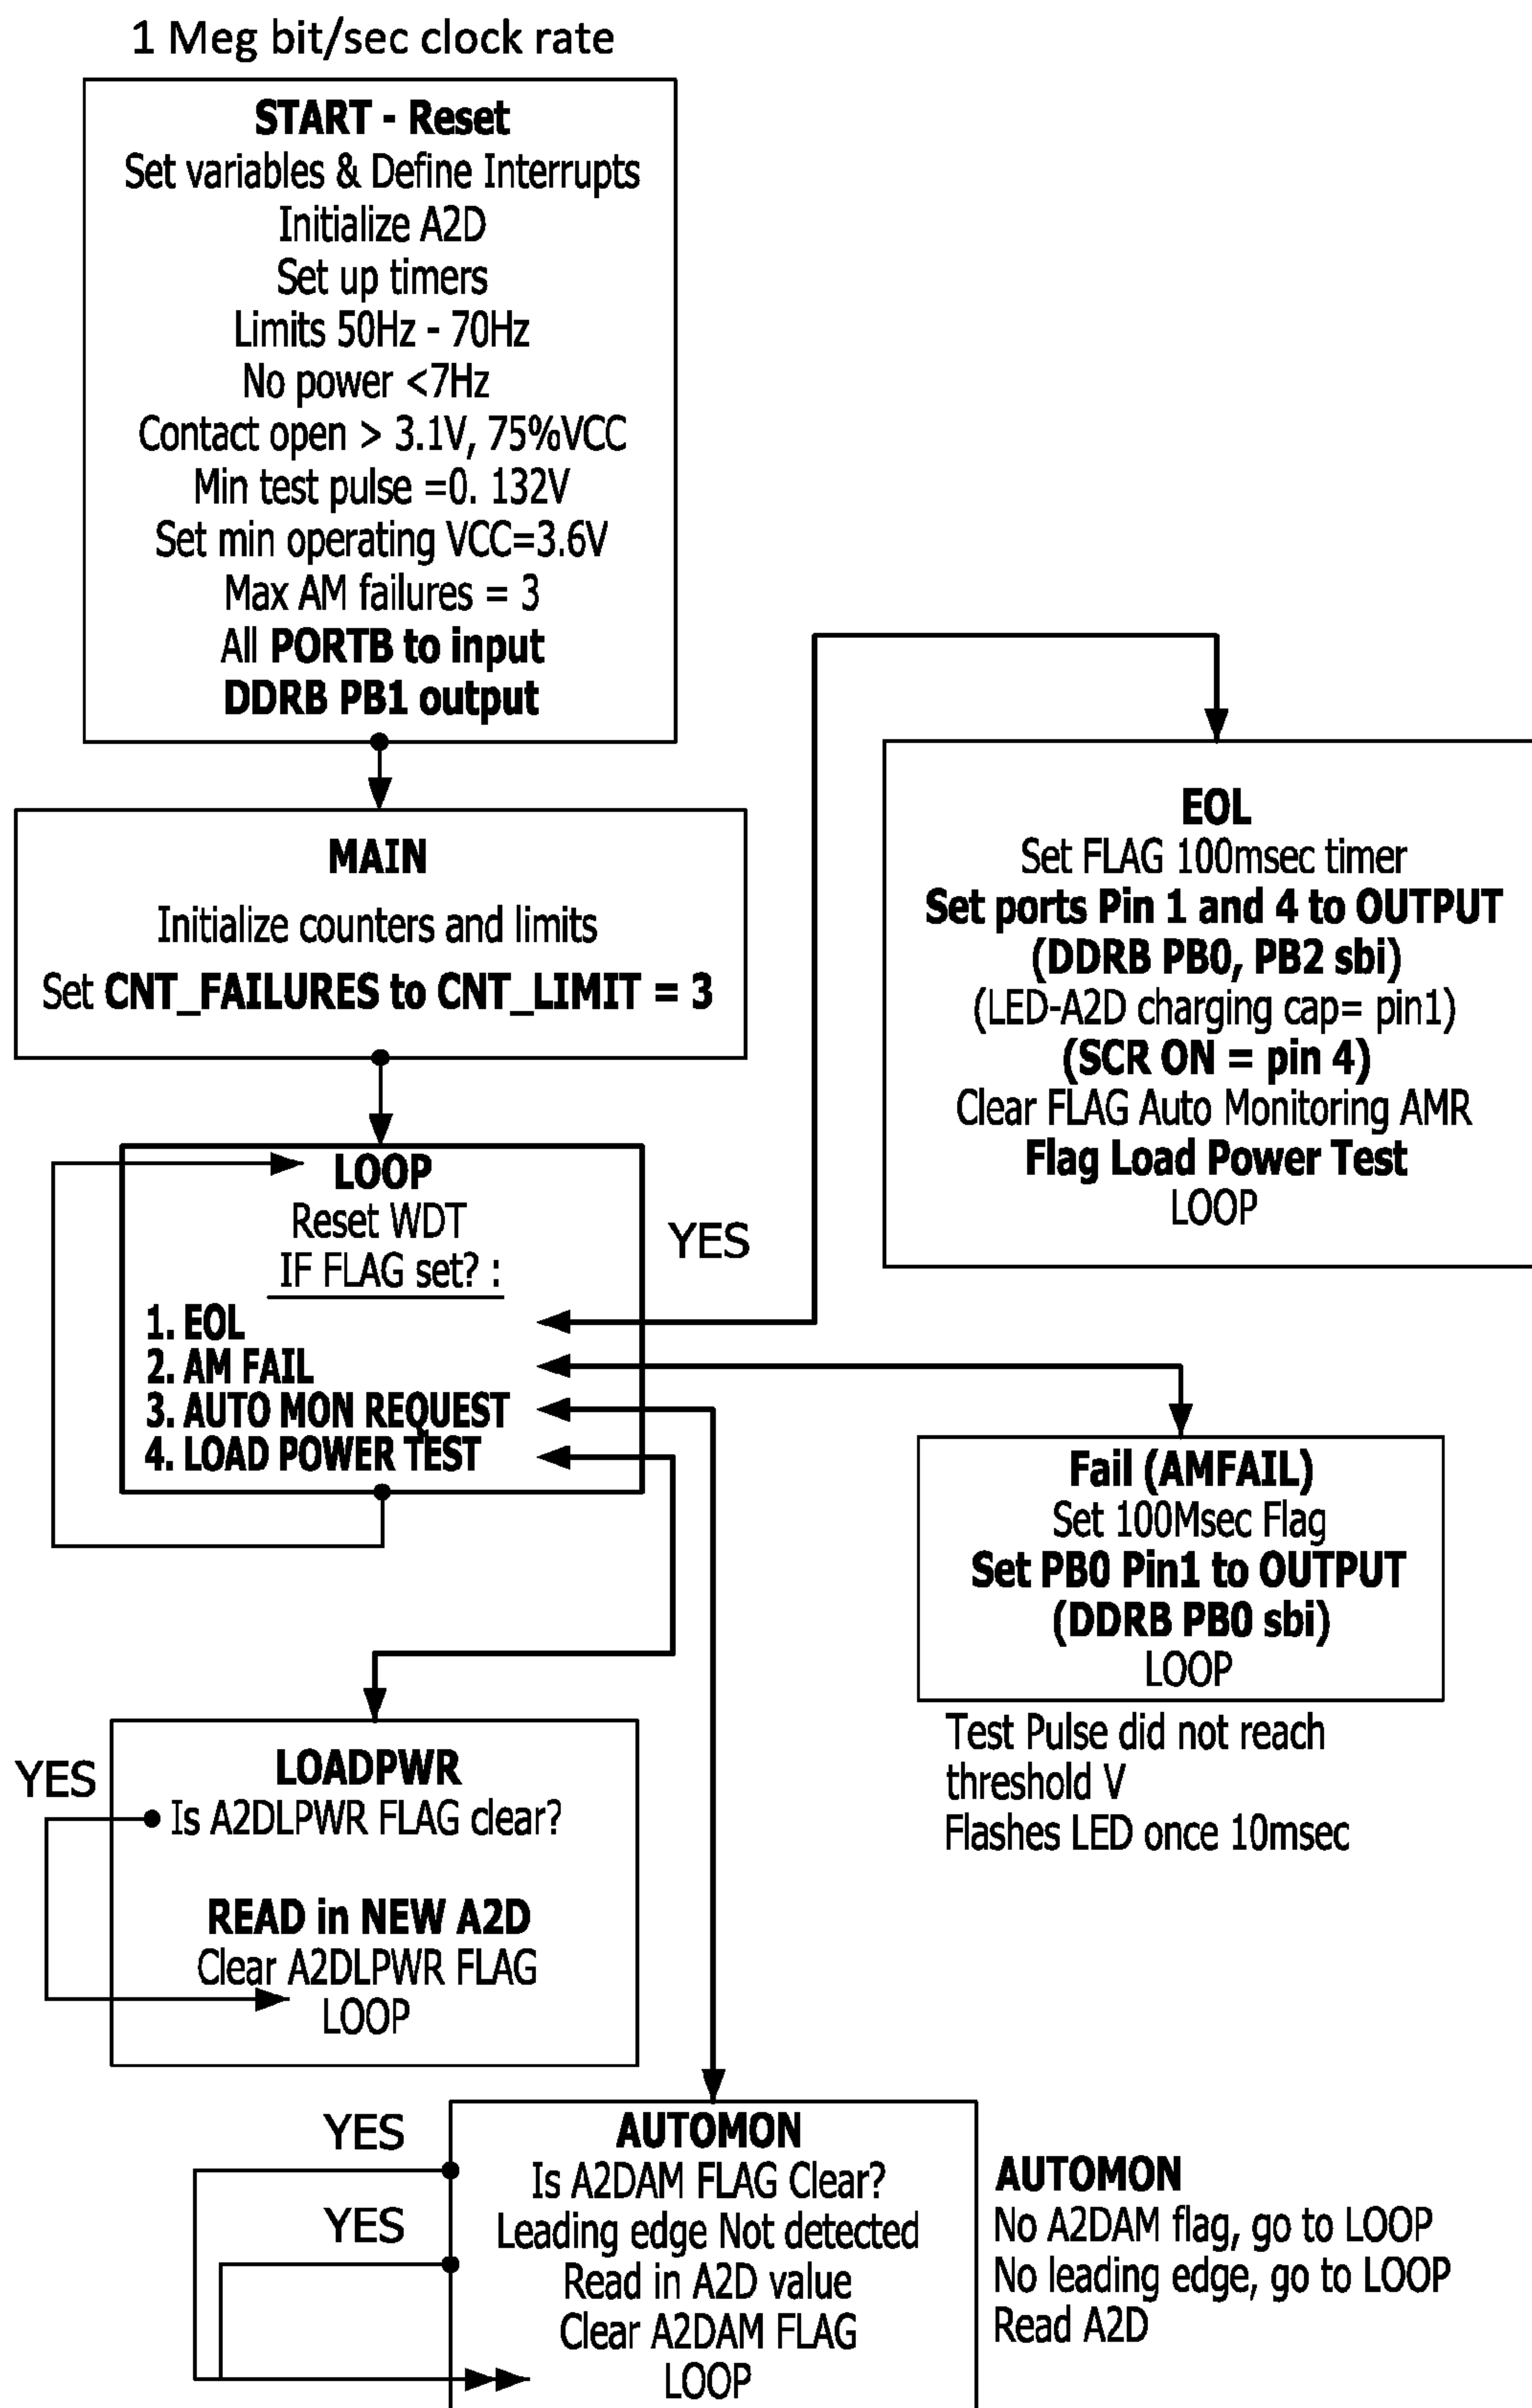 1 Meg bit/sec clock rate
START - Reset
Set variables & Define Interrupts
Initialize A2D
Set up timers
Limits 50Hz - 70Hz
No power <7Hz
Contact open > 3.1V, 75%VCC
Min test pulse =0. 132V
Set min operating VCC=3.6V
Max AM failures = 3
All PORTB to input
DDRB PB1 output
MAIN
Initialize counters and limits
Set CNT_FAILURES to CNT_LIMIT = 3
LOOP
Reset WDT
IF FLAG set? :
1. EOL
2. AM FAIL
3. AUTO MON REQUEST
4. LOAD POWER TEST
YES
EOL
Set FLAG 100msec timer
Set ports Pin 1 and 4 to OUTPUT
(DDRB PB0, PB2 sbi)
(LED-A2D charging cap= pin1)
(SCR ON = pin 4)
Clear FLAG Auto Monitoring AMR
Flag Load Power Test
LOOP
Fail (AMFAIL)
Set 100Msec Flag
Set PB0 Pin1 to OUTPUT
(DDRB PB0 sbi)
LOOP
Test Pulse did not reach
threshold V
Flashes LED once 10msec
YES
LOADPWR
Is A2DLPWR FLAG clear?
READ in NEW A2D
Clear A2DLPWR FLAG
LOOP
YES
YES
AUTOMON
Is A2DAM FLAG Clear?
Leading edge Not detected
Read in A2D value
Clear A2DAM FLAG
LOOP
AUTOMON
No A2DAM flag, go to LOOP
No leading edge, go to LOOP
Read A2D